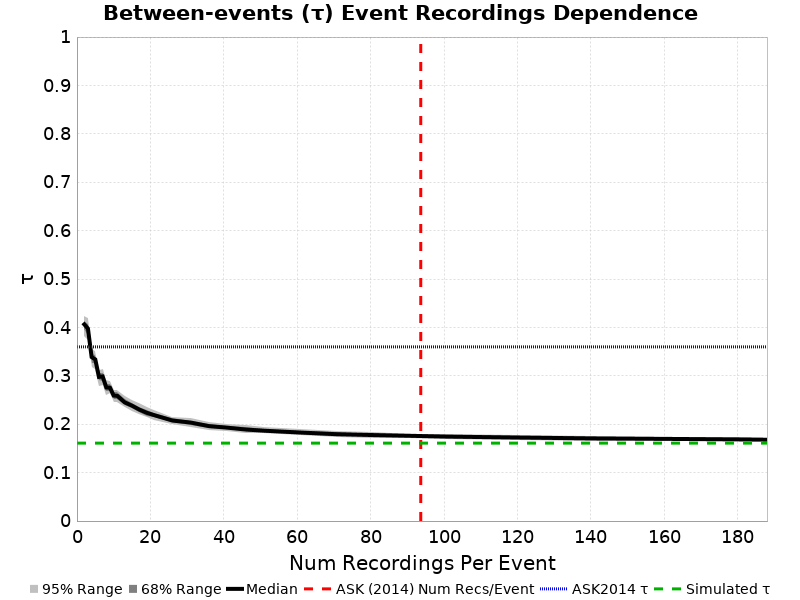 Between-events (τ) Event Recordings Dependence
1
0.9
0.8
0.7
0.6
0.5
0.4
0.3
0.2
0.1
0
τ
0 20 40 60 80 100 120 140 160 180
Num Recordings Per Event
95% Range 68% Range Median ASK (2014) Num Recs/Event ASK2014 τ Simulated τ